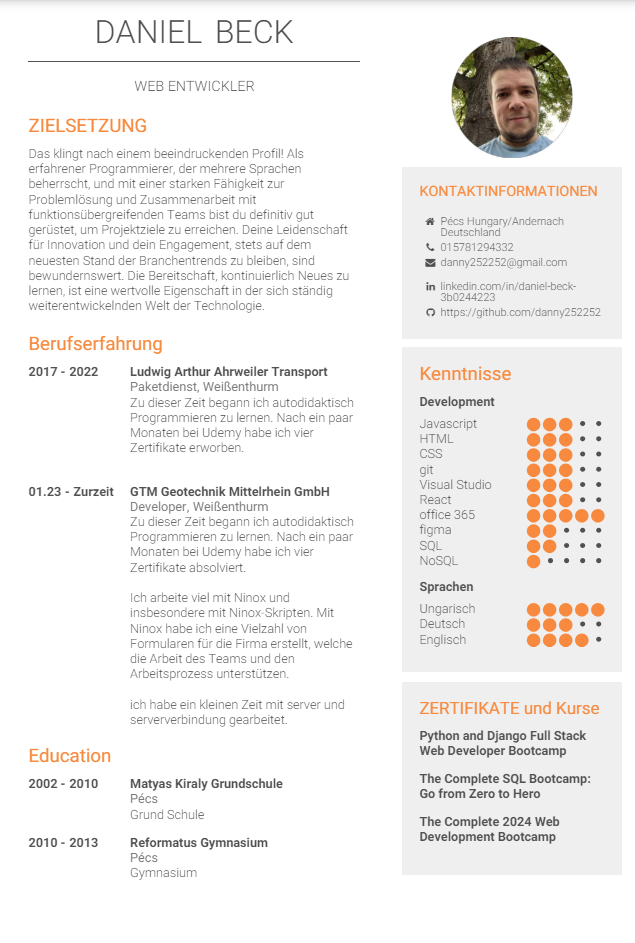 DANIEL BECK
WEB ENTWICKLER
ZIELSETZUNG
Das klingt nach einem beeindruckenden Profil! Als
erfahrener Programmierer, der mehrere Sprachen
beherrscht, und mit einer starken Fähigkeit zur
Problemlösung und Zusammenarbeit mit
funktionsübergreifenden Teams bist du definitiv gut
gerüstet, um Projektziele zu erreichen. Deine Leidenschaft
für Innovation und dein Engagement, stets auf dem
neuesten Stand der Branchentrends zu bleiben, sind
bewundernswert. Die Bereitschaft, kontinuierlich Neues zu
lernen, ist eine wertvolle Eigenschaft in der sich ständig
weiterentwickelnden Welt der Technologie.
Berufserfahrung
2017 - 2022 Ludwig Arthur Ahrweiler Transport
Paketdienst, Weißenthurm
Zu dieser Zeit begann ich autodidaktisch
Programmieren zu lernen. Nach ein paar
Monaten bei Udemy habe ich vier
Zertifikate erworben.
01.23 - Zurzeit GTM Geotechnik Mittelrhein GmbH
Developer, Weißenthurm
Zu dieser Zeit begann ich autodidaktisch
Programmieren zu lernen. Nach ein paar
Monaten bei Udemy habe ich vier
Zertifikate absolviert.
Ich arbeite viel mit Ninox und
insbesondere mit Ninox-Skripten. Mit
Ninox habe ich eine Vielzahl von
Formularen für die Firma erstellt, welche
die Arbeit des Teams und den
Arbeitsprozess unterstützen.
ich habe ein kleinen Zeit mit server und
serververbindung gearbeitet.
Education
2002 - 2010 Matyas Kiraly Grundschule
Pécs
Grund Schule
2010 - 2013 Reformatus Gymnasium
Pécs
Gymnasium
KONTAKTINFORMATIONEN
Pécs Hungary/Andernach
Deutschland
015781294332
danny252252@gmail.com
linkedin.com/in/daniel-beck-
3b0244223
https://github.com/danny252252
Kenntnisse
Development
Javascript
HTML
CSS
git
Visual Studio
React
office 365
figma
SQL
NoSQL
Sprachen
Ungarisch
Deutsch
Englisch
ZERTIFIKATE und Kurse
Python and Django Full Stack
Web Developer Bootcamp
The Complete SQL Bootcamp:
Go from Zero to Hero
The Complete 2024 Web
Development Bootcamp